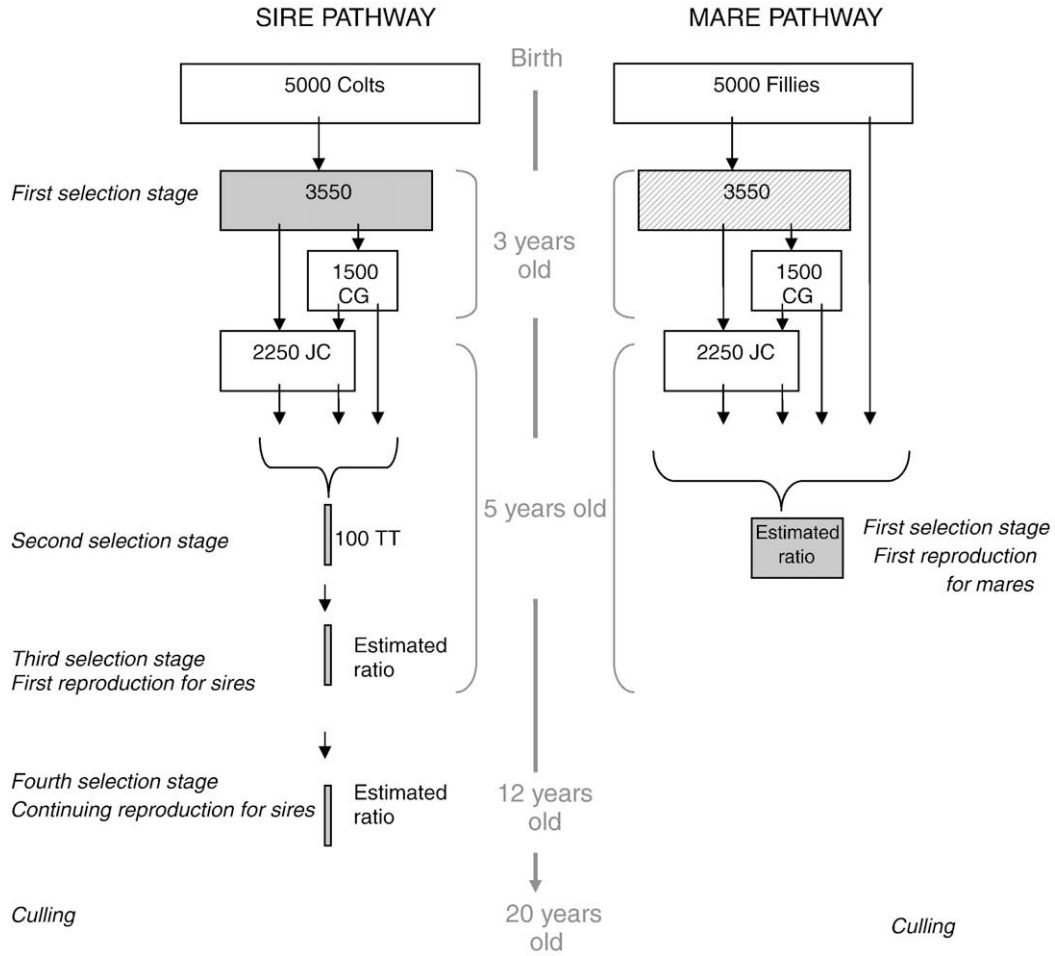 SIRE PATHWAY
MARE PATHWAY
Birth
5000 Colts
5000 Fillies
First selection stage
3550
3550
3 years
old
1500
CG
1500
CG
2250 JC
2250 JC
5 years old
Second selection stage
100 TT
Estimated
ratio
First selection stage
First reproduction
for mares
Third selection stage
First reproduction for sires
Estimated
ratio
Fourth selection stage
Continuing reproduction for sires
Estimated
ratio
12 years
old
Culling
20 years
old
Culling